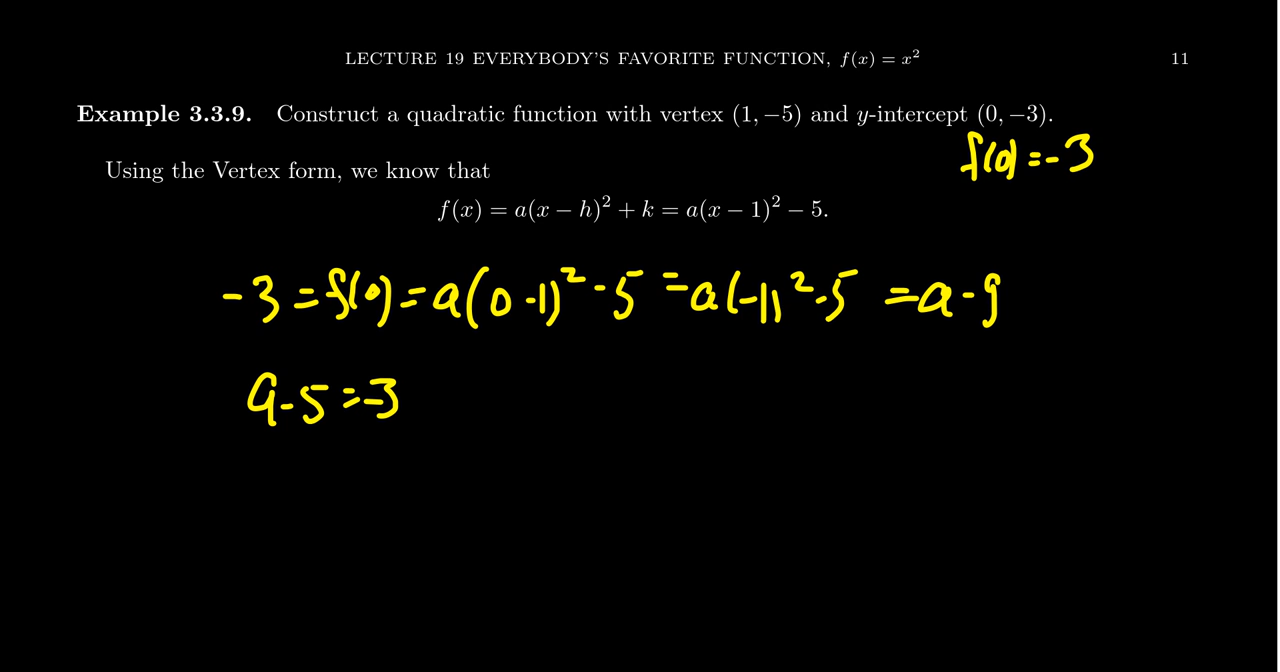 LECTURE 19 EVERYBODY'S FAVORITE FUNCTION, f(x) = x² 11
Example 3.3.9. Construct a quadratic function with vertex (1, −5) and y-intercept (0, −3).
f(0) = -3
Using the Vertex form, we know that
f(x) = a(x − h)² + k = a(x − 1)² − 5.
-3 = f(0) = a(0-1)² - 5 = a(-1)² - 5 = a - 5
a - 5 = -3